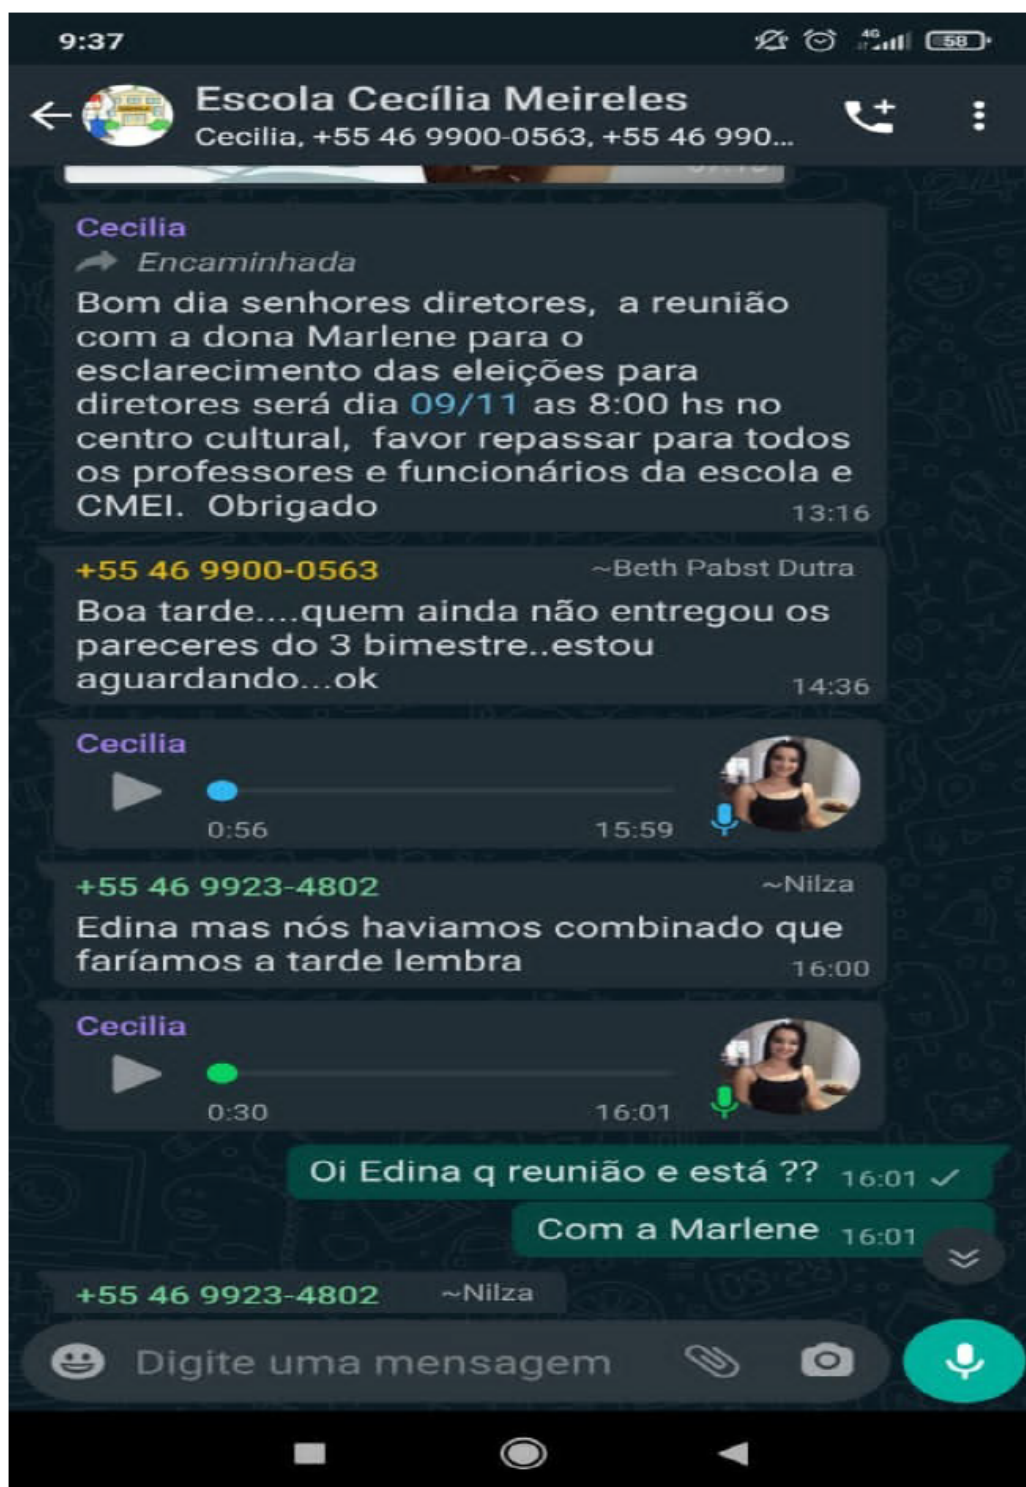 9:37
4G
58
Escola Cecília Meireles
Cecilia, +55 46 9900-0563, +55 46 990...
Cecilia
Encaminhada
Bom dia senhores diretores,  a reunião
com a dona Marlene para o
esclarecimento das eleições para
diretores será dia 09/11 as 8:00 hs no
centro cultural,  favor repassar para todos
os professores e funcionários da escola e
CMEI.  Obrigado
13:16
+55 46 9900-0563 ~Beth Pabst Dutra
Boa tarde....quem ainda não entregou os
pareceres do 3 bimestre..estou
aguardando...ok
14:36
Cecilia
0:56 15:59
+55 46 9923-4802 ~Nilza
Edina mas nós haviamos combinado que
faríamos a tarde lembra
16:00
Cecilia
0:30 16:01
Oi Edina q reunião e está ?? 16:01
Com a Marlene 16:01
+55 46 9923-4802 ~Nilza
Digite uma mensagem